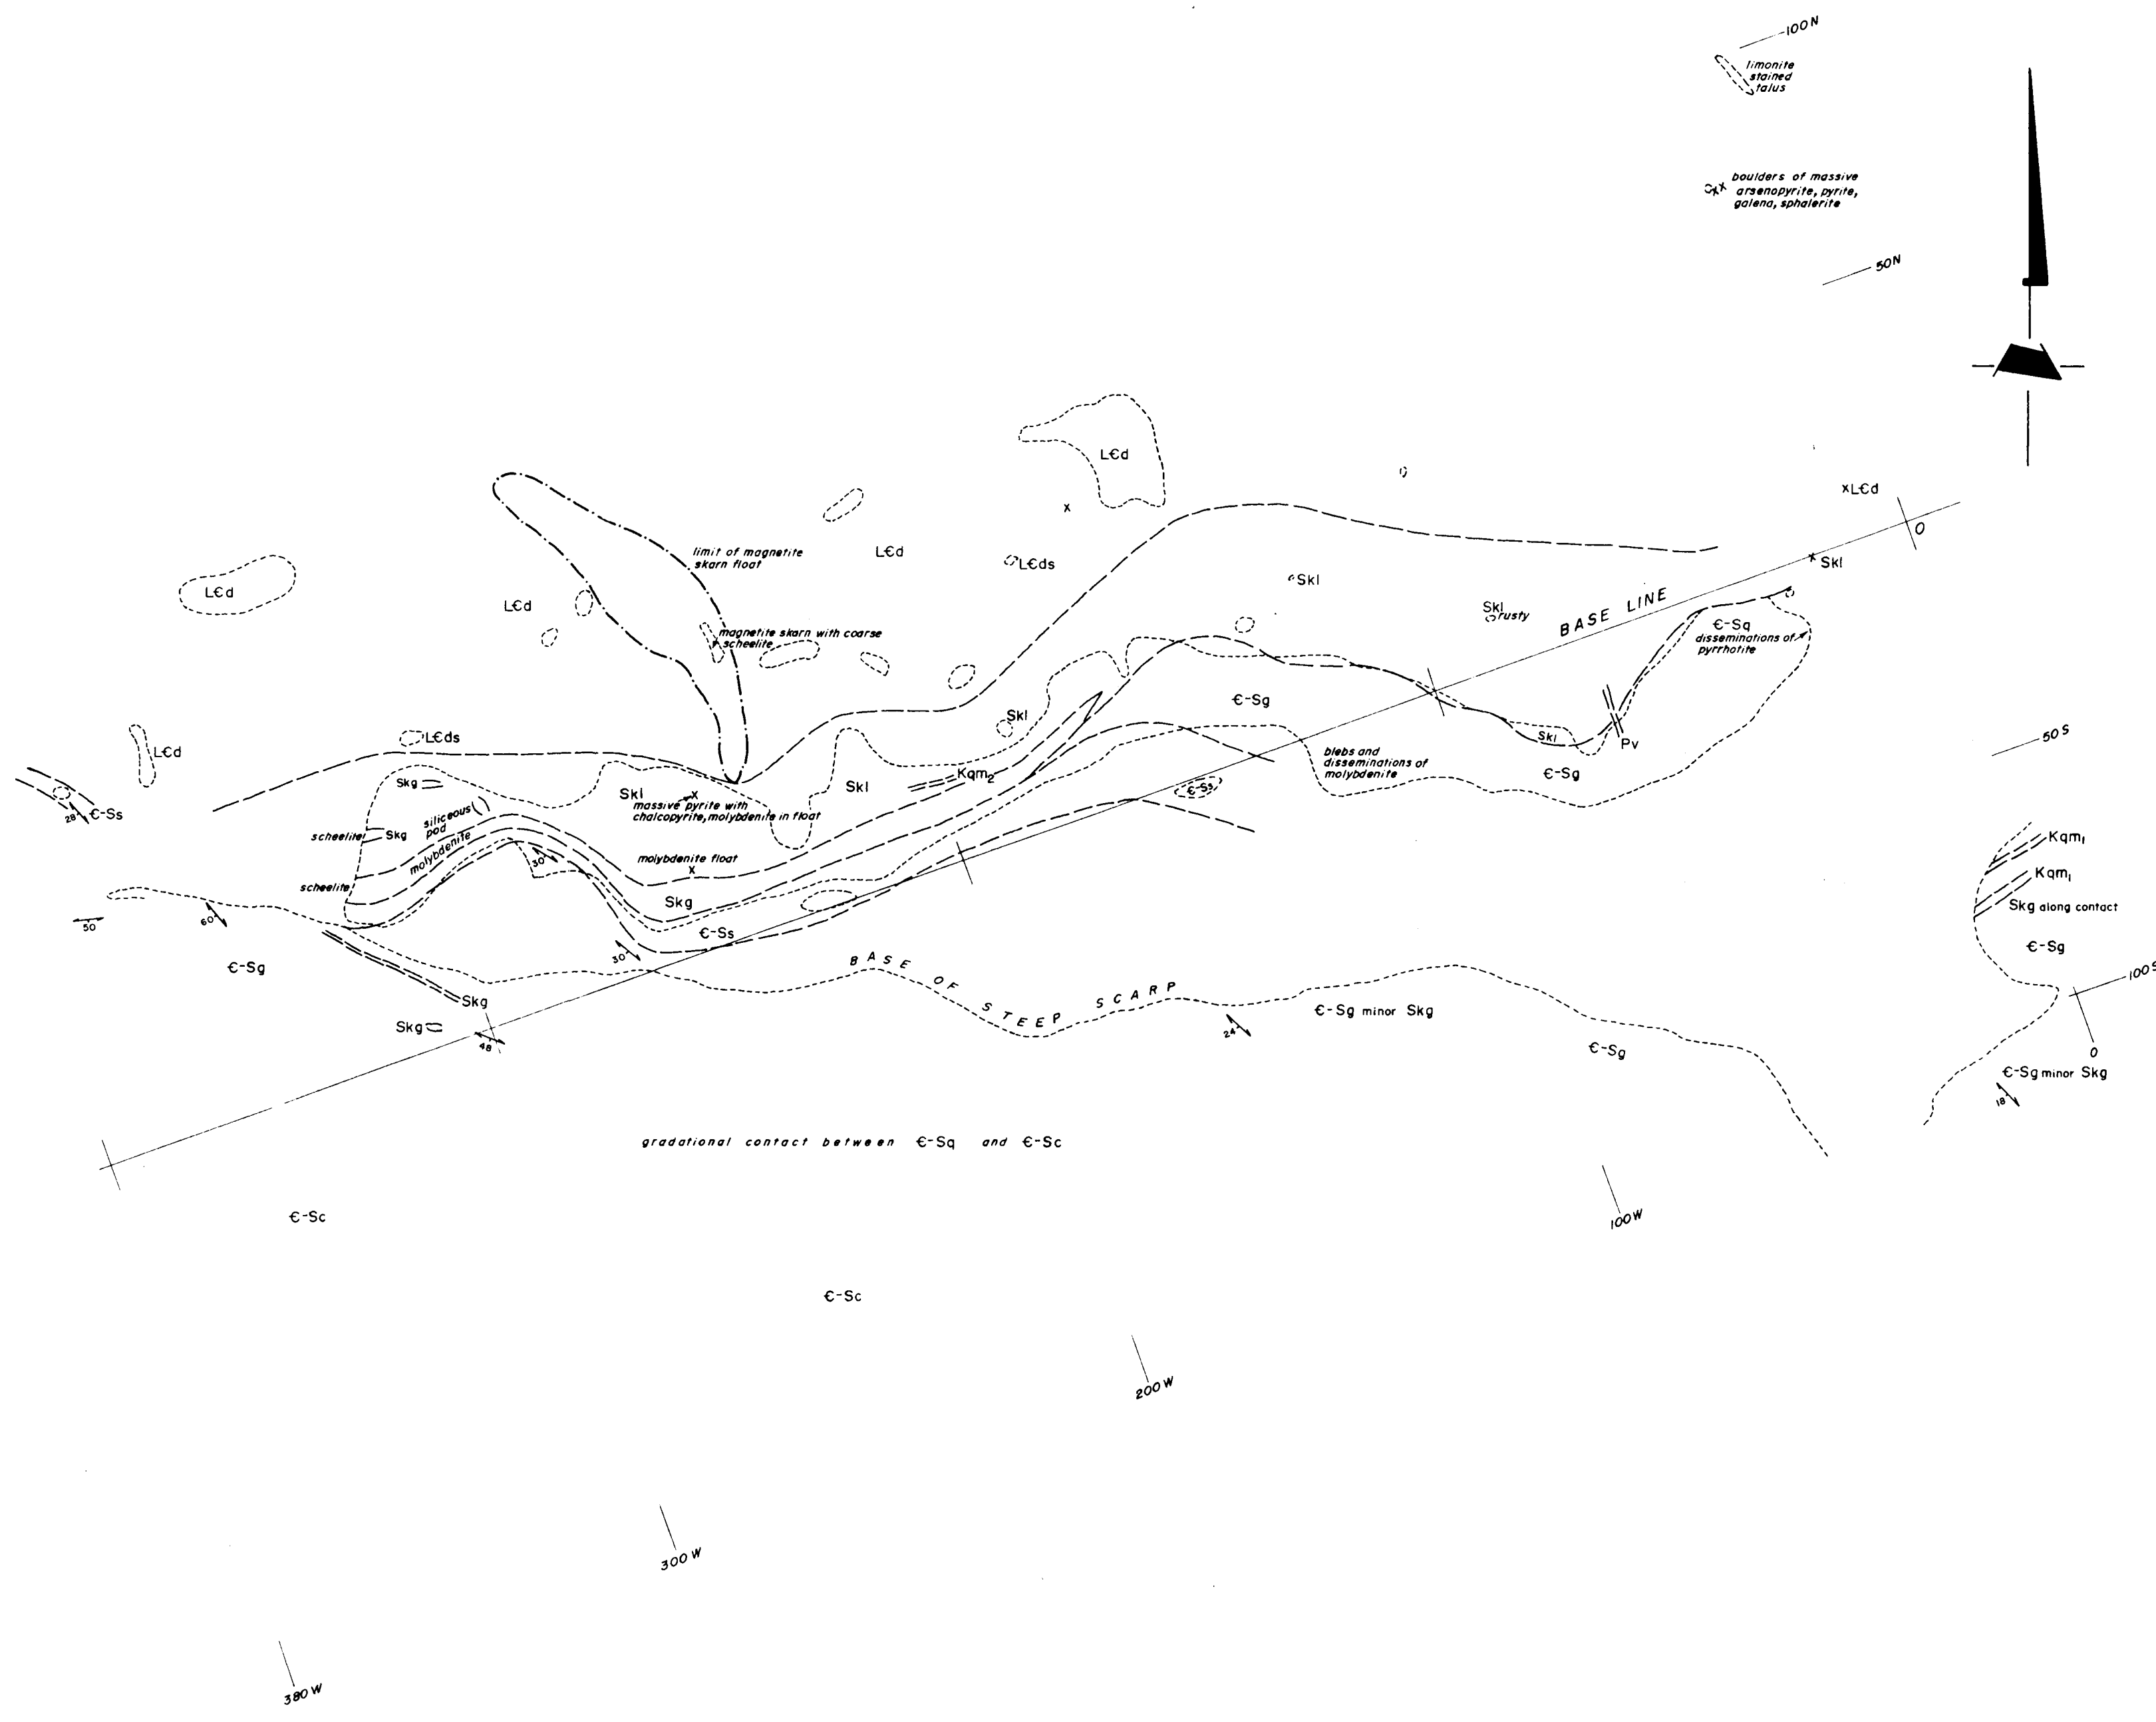 100N
limonite
stained
talus
boulders of massive
arsenopyrite, pyrite,
galena, sphalerite
50N
LЄd
LЄd
0
limit of magnetite
skarn float
LЄd
LЄds
Skl
Skl
LЄd
LЄd
Skl
rusty
BASE LINE
magnetite skarn with coarse
scheelite
Є-Sq
disseminations of
pyrrhotite
Є-Sg
Skl
LЄds
LЄd
50S
Skl
Pv
blebs and
disseminations of
molybdenite
Є-Sg
Kqm2
Skg
Skl
Skl
Є-Ss
massive pyrite with
chalcopyrite, molybdenite in float
28
Є-Ss
siliceous
pod
scheelite
Skg
molybdenite
Kqm1
30
molybdenite float
Kqm1
scheelite
Skg
Skg along contact
60
50
Є-Ss
Є-Sg
30
BASE OF STEEP SCARP
Є-Sg
100S
Skg
Є-Sg minor Skg
24
Skg
48
Є-Sg
0
Є-Sg minor Skg
18
gradational contact between Є-Sq and Є-Sc
Є-Sc
100W
Є-Sc
200W
300W
380W